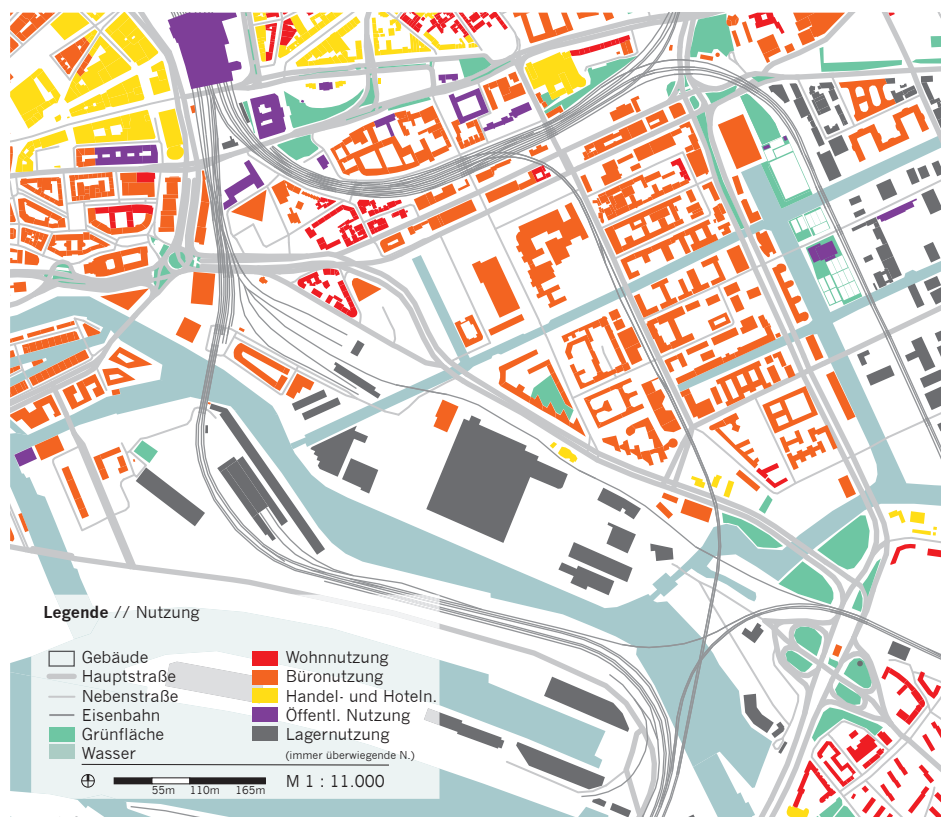 Legende // Nutzung
Gebäude
Hauptstraße
Nebenstraße
Eisenbahn
Grünfläche
Wasser
Wohnnutzung
Büronutzung
Handel- und Hoteln.
Öffentl. Nutzung
Lagernutzung
(immer überwiegende N.)
55m 110m 165m
M 1 : 11.000